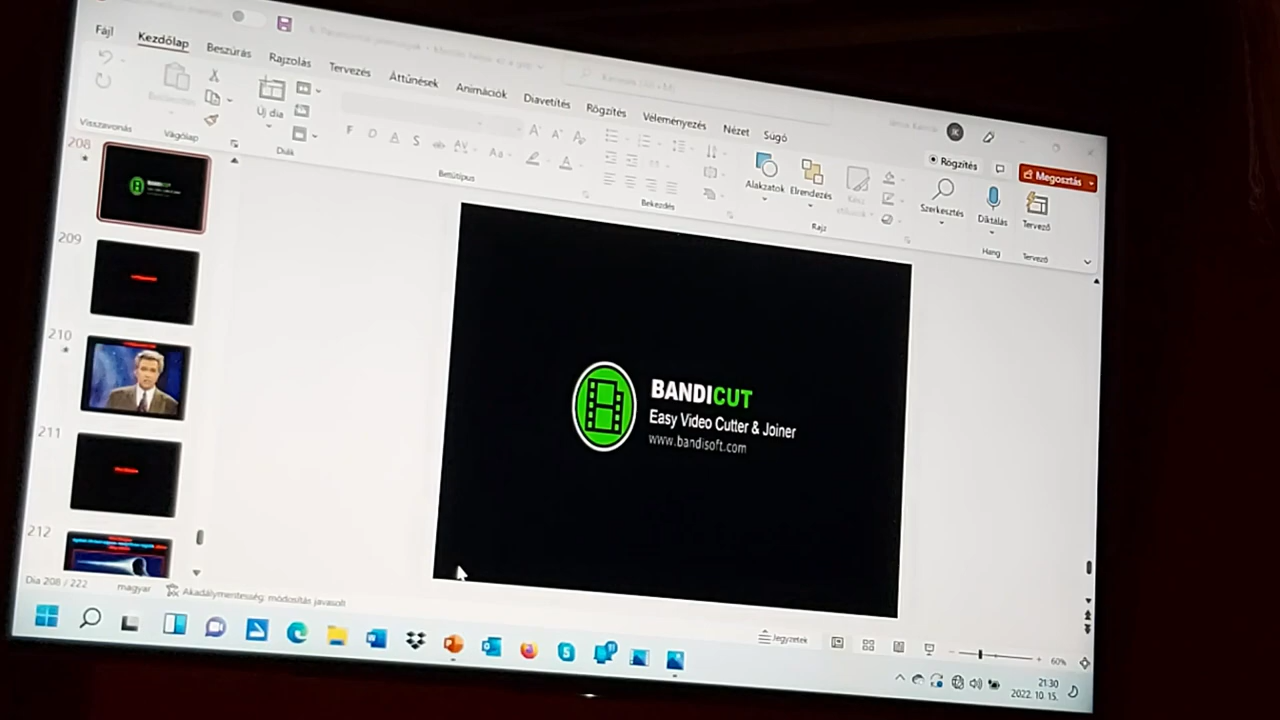 Fájl
Kezdőlap
Beszúrás
Rajzolás
Tervezés
Áttűnések
Animációk
Diavetítés
Rögzítés
Véleményezés
Nézet
Súgó
Rögzítés
Megosztás
Új dia
F D A S
Aa
Alakzatok
Elrendezés
Szerkesztés
Diktálás
Tervező
Visszavonás
Vágólap
Diák
Betűtípus
Bekezdés
Rajz
Hang
Tervező
208
209
210
211
212
BANDICUT
Easy Video Cutter & Joiner
www.bandisoft.com
Dia 208 / 222
magyar
Akadálymentesség: módosítás javasolt
Jegyzetek
60%
21:30
2022. 10. 15.